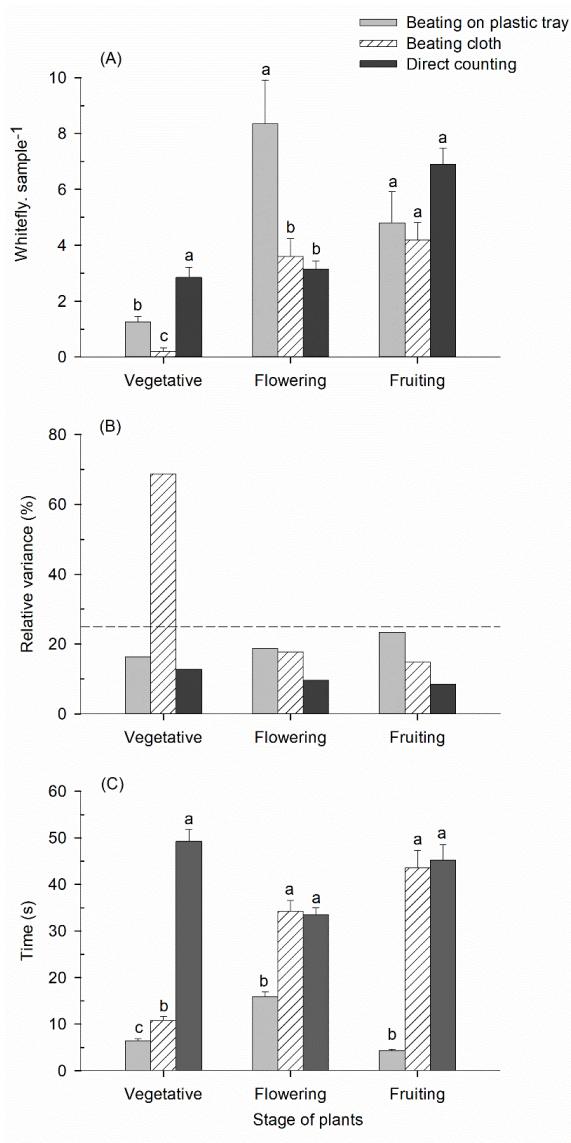 Beating on plastic tray
Beating cloth
Direct counting
(A)
Whitefly. sample-1
10
8
6
4
2
0
b
c
a
a
b
b
a
a
a
Vegetative
Flowering
Fruiting
(B)
Relative variance (%)
80
60
40
20
0
Vegetative
Flowering
Fruiting
(C)
Time (s)
60
50
40
30
20
10
0
c
b
a
b
a
a
b
a
a
Vegetative
Flowering
Fruiting
Stage of plants